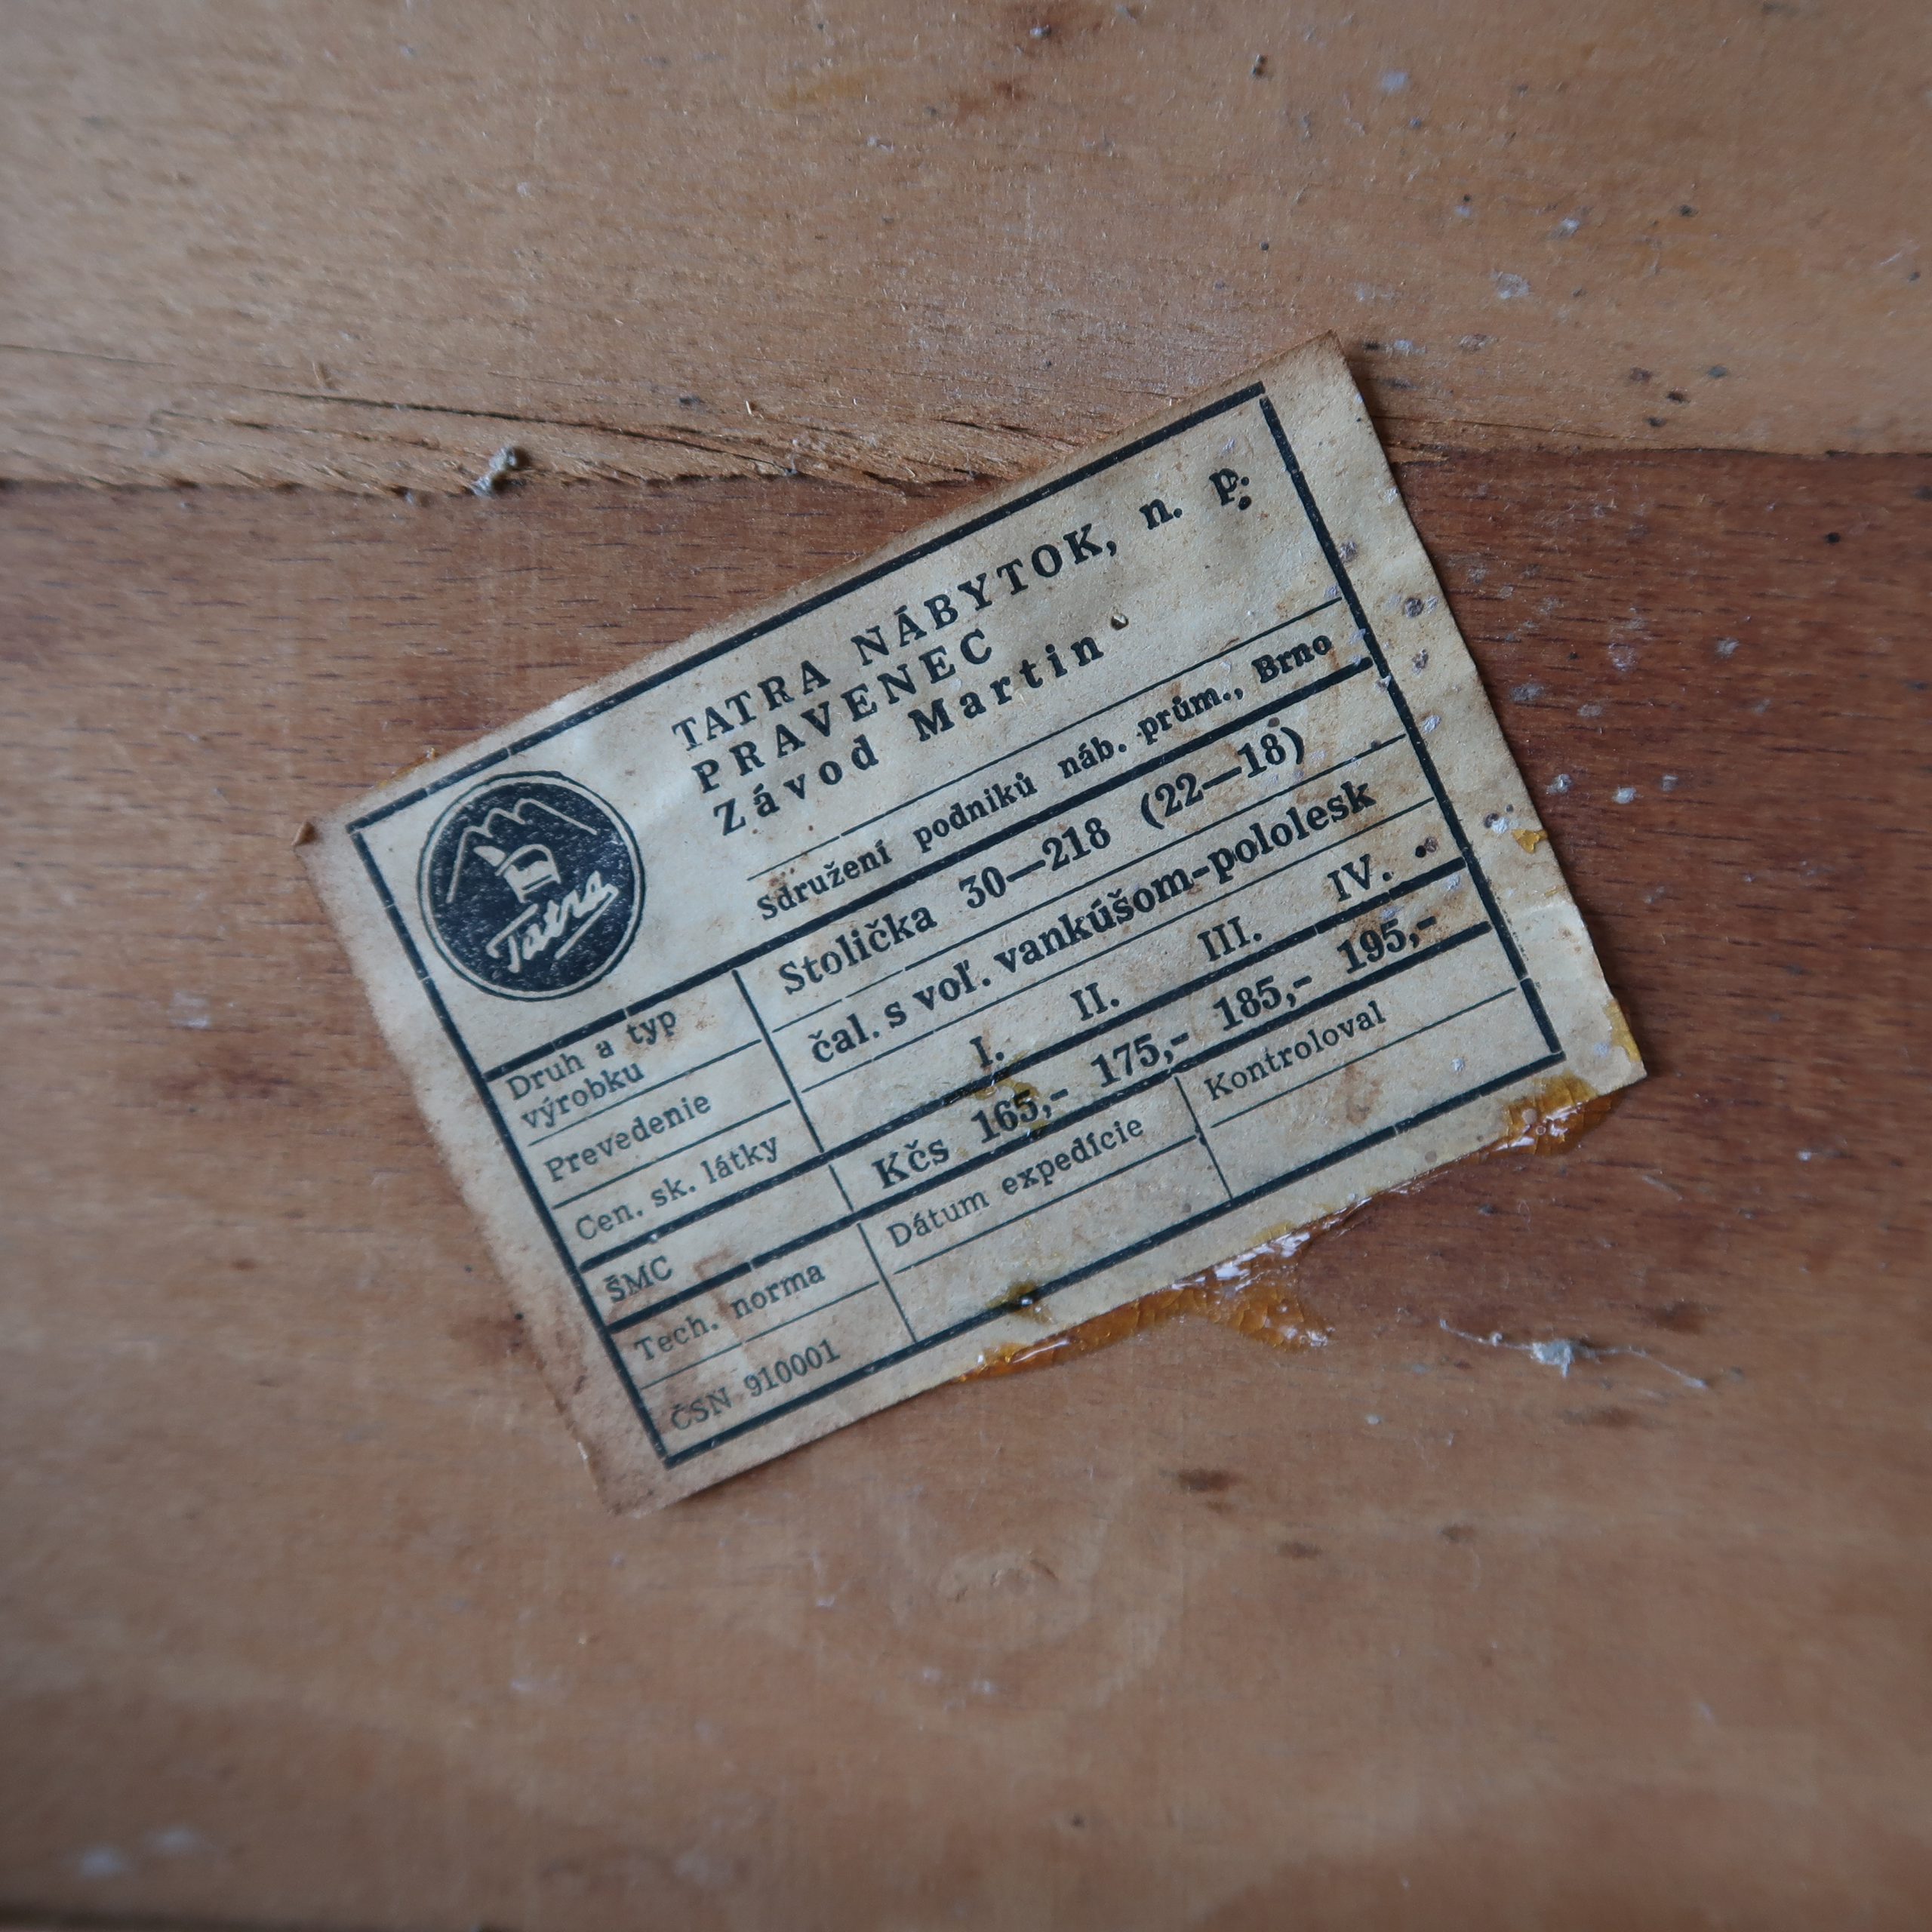 TATRA NÁBYTOK, n. p.
PRAVENEC
Závod Martin
Sdružení podniků náb. prům., Brno
Tatra
Druh a typ
výrobku
Stolička 30—218 (22—18)
Prevedenie
čal. s voľ. vankúšom-pololesk
Cen. sk. látky
I. II. III. IV.
ŠMC
Kčs 165,- 175,- 185,- 195,-
Tech. norma
Dátum expedície
Kontroloval
ČSN 910001